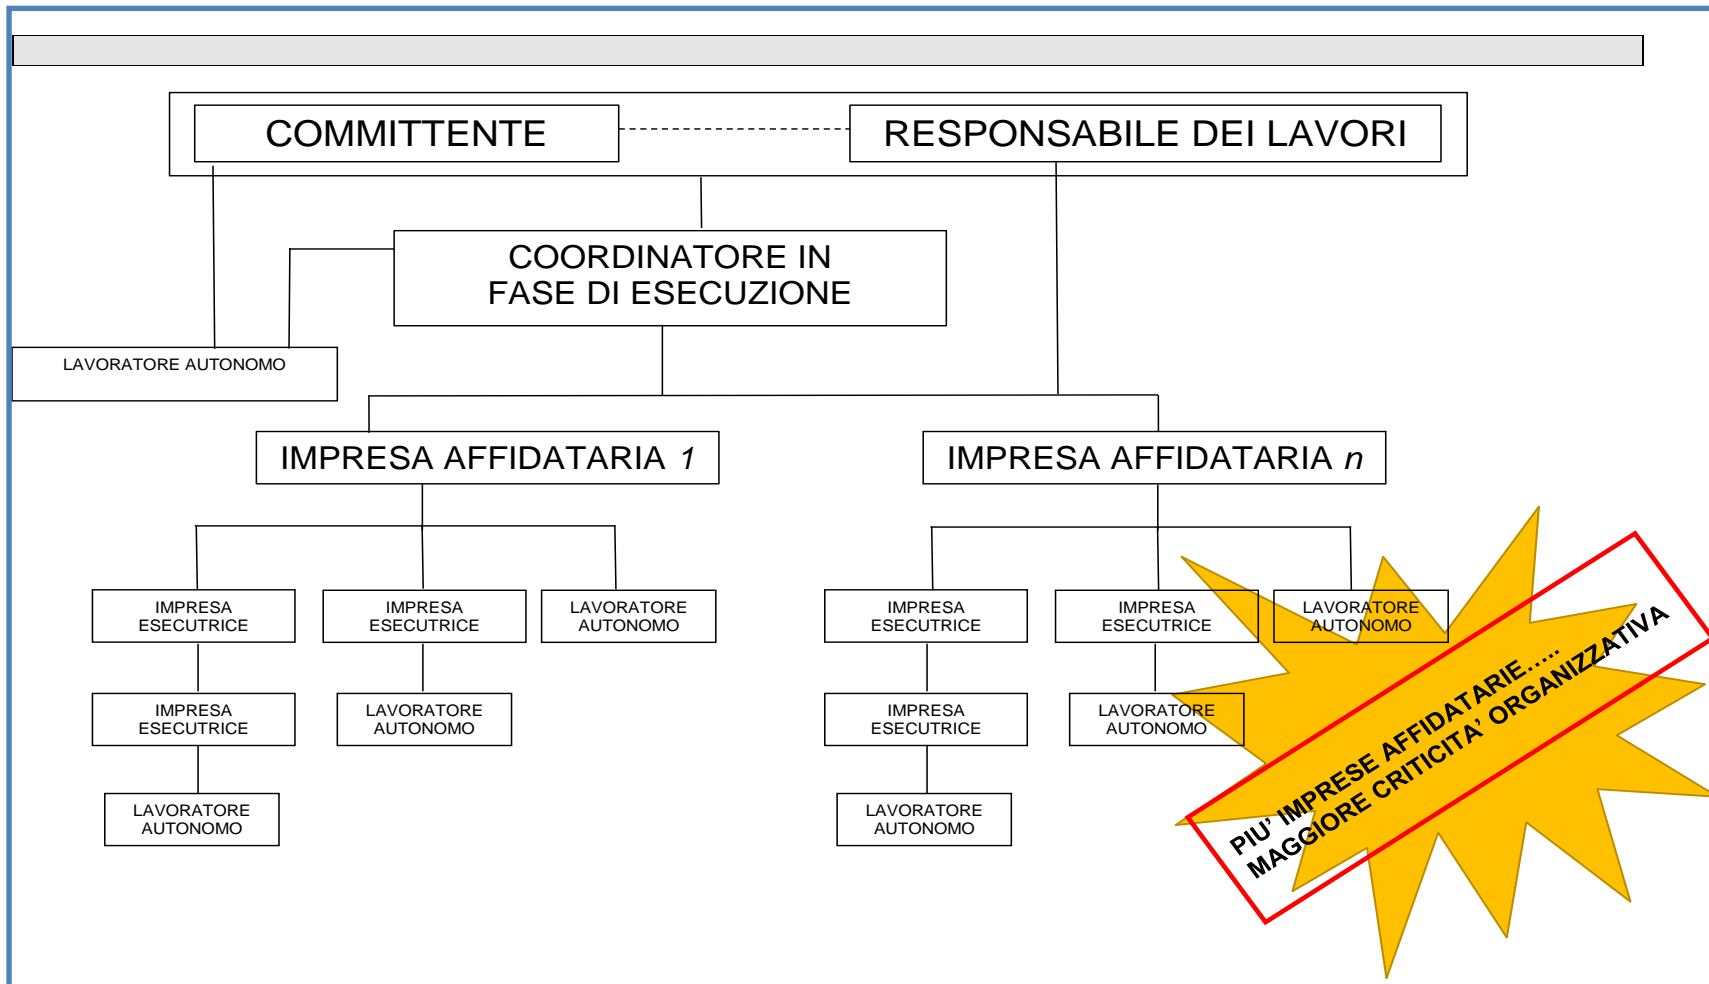 COMMITTENTE
RESPONSABILE DEI LAVORI
COORDINATORE IN
FASE DI ESECUZIONE
LAVORATORE AUTONOMO
IMPRESA AFFIDATARIA 1
IMPRESA AFFIDATARIA n
IMPRESA
ESECUTRICE
IMPRESA
ESECUTRICE
LAVORATORE
AUTONOMO
IMPRESA
ESECUTRICE
IMPRESA
ESECUTRICE
LAVORATORE
AUTONOMO
IMPRESA
ESECUTRICE
LAVORATORE
AUTONOMO
IMPRESA
ESECUTRICE
LAVORATORE
AUTONOMO
LAVORATORE
AUTONOMO
LAVORATORE
AUTONOMO
PIU’ IMPRESE AFFIDATARIE…..
MAGGIORE CRITICITA’ ORGANIZZATIVA